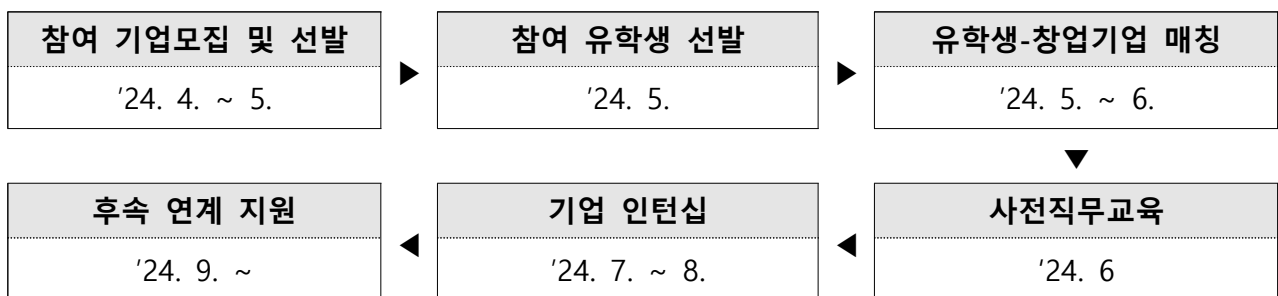 참여 기업모집 및 선발
'24. 4. ~ 5.
▶
참여 유학생 선발
'24. 5.
▶
유학생-창업기업 매칭
'24. 5. ~ 6.
▼
사전직무교육
'24. 6
◀
기업 인턴십
'24. 7. ~ 8.
◀
후속 연계 지원
'24. 9. ~